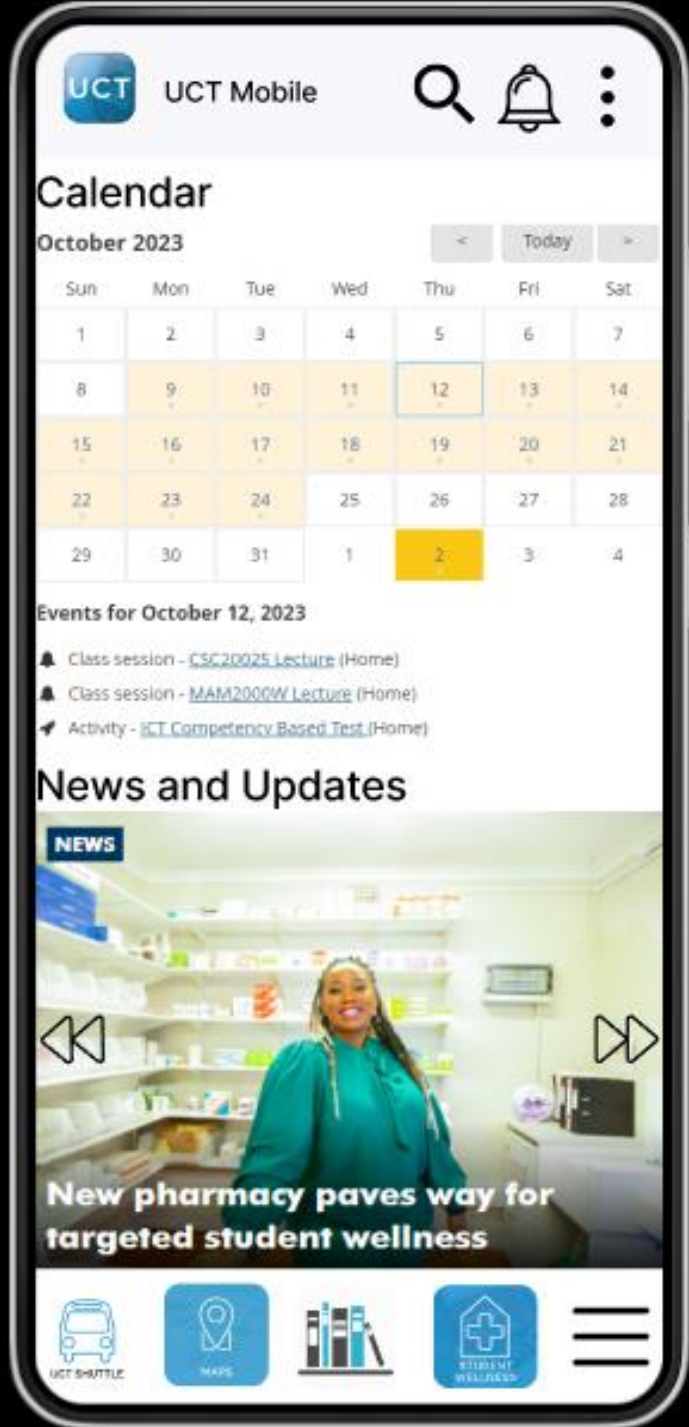 UCT UCT Mobile
Calendar
October 2023 < Today >
Sun Mon Tue Wed Thu Fri Sat
1 2 3 4 5 6 7
8 9 10 11 12 13 14
15 16 17 18 19 20 21
22 23 24 25 26 27 28
29 30 31 1 2 3 4
Events for October 12, 2023
Class session - CSC2002S Lecture (Home)
Class session - MAM2000W Lecture (Home)
Activity - ICT Competency Based Test (Home)
News and Updates
NEWS
New pharmacy paves way for
targeted student wellness
UCT SHUTTLE MAPS STUDENT
WELLNESS